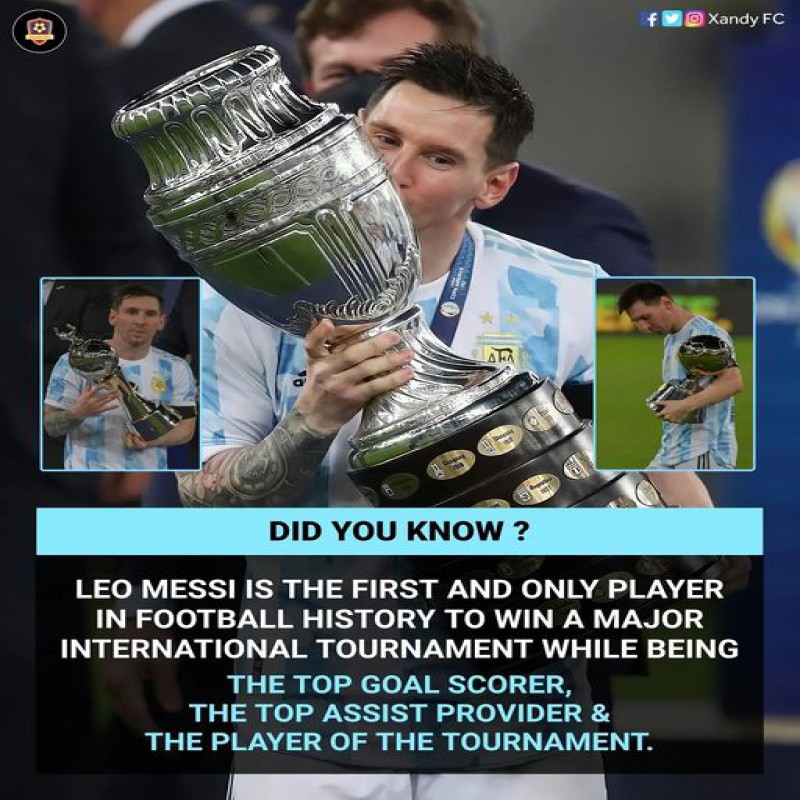 Xandy FC
AFA
DID YOU KNOW ?
LEO MESSI IS THE FIRST AND ONLY PLAYER
IN FOOTBALL HISTORY TO WIN A MAJOR
INTERNATIONAL TOURNAMENT WHILE BEING
THE TOP GOAL SCORER,
THE TOP ASSIST PROVIDER &
THE PLAYER OF THE TOURNAMENT.